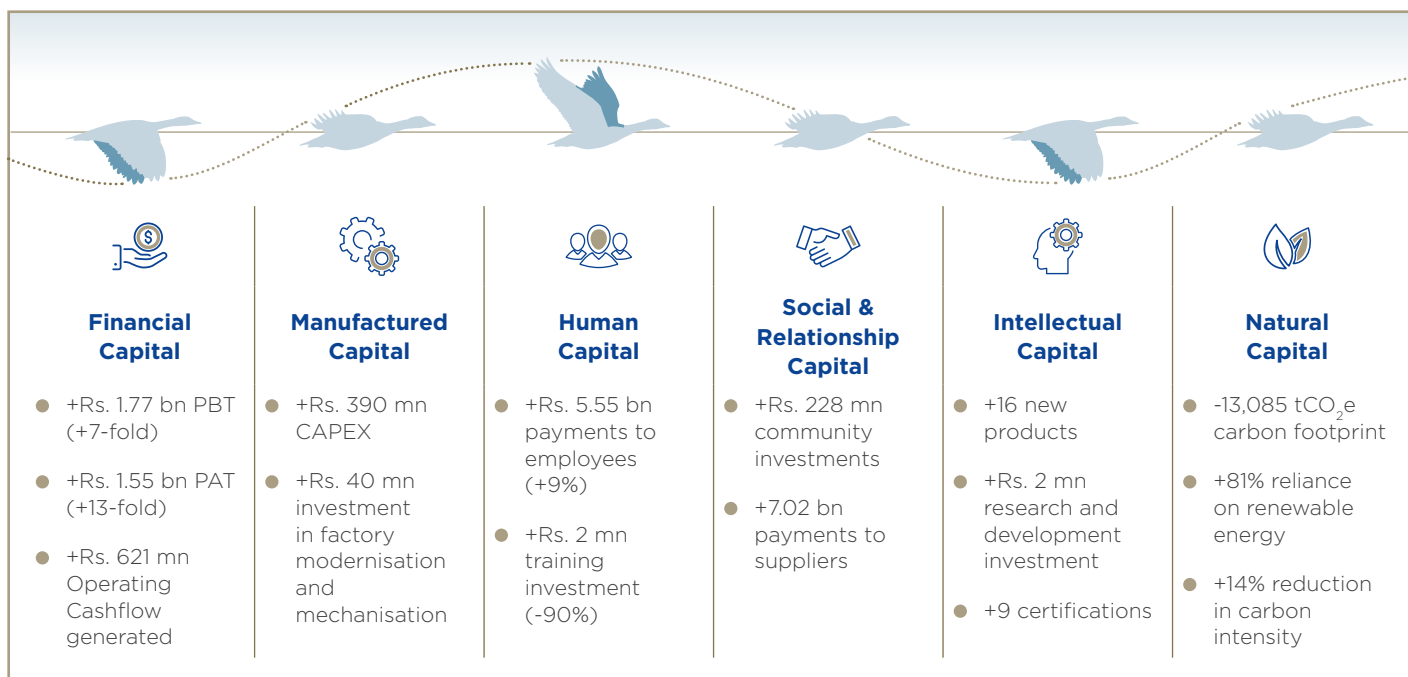 Financial
Capital
+Rs. 1.77 bn PBT
(+7-fold)
+Rs. 1.55 bn PAT
(+13-fold)
+Rs. 621 mn
Operating
Cashflow
generated
Manufactured
Capital
+Rs. 390 mn
CAPEX
+Rs. 40 mn
investment
in factory
modernisation
and
mechanisation
Human
Capital
+Rs. 5.55 bn
payments to
employees
(+9%)
+Rs. 2 mn
training
investment
(-90%)
Social &
Relationship
Capital
+Rs. 228 mn
community
investments
+7.02 bn
payments to
suppliers
Intellectual
Capital
+16 new
products
+Rs. 2 mn
research and
development
investment
+9 certifications
Natural
Capital
-13,085 tCO₂e
carbon footprint
+81% reliance
on renewable
energy
+14% reduction
in carbon
intensity